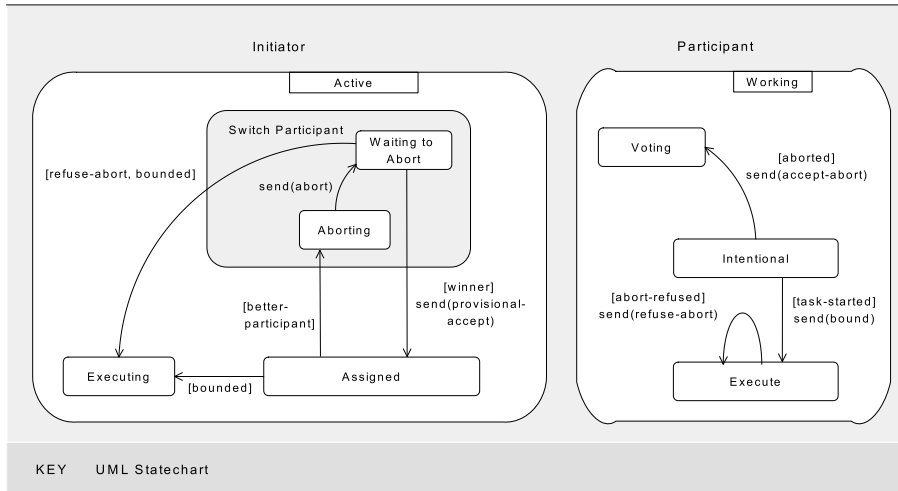 Initiator
Participant
Active
Working
Switch Participant
Waiting to
Abort
Voting
[aborted]
send(accept-abort)
[refuse-abort, bounded]
send(abort)
Aborting
Intentional
[winner]
send(provisional-
accept)
[better-
participant]
[abort-refused]
send(refuse-abort)
[task-started]
send(bound)
Executing
[bounded]
Assigned
Execute
KEY UML Statechart